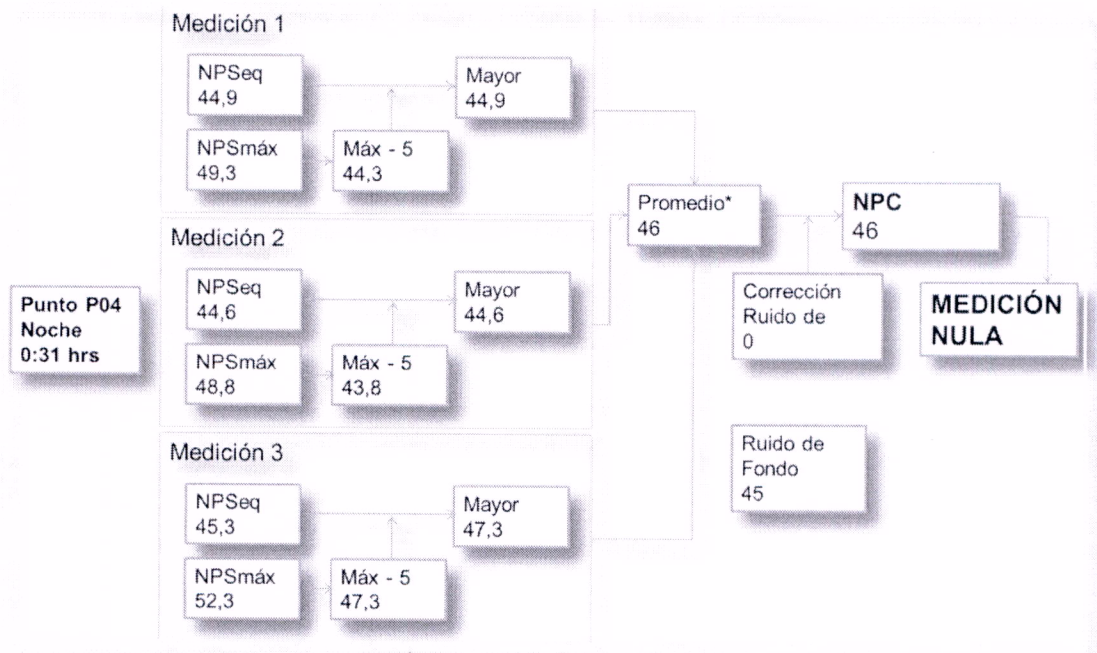 Medición 1
NPSeq
44,9
Mayor
44,9
NPSmáx
49,3
Máx - 5
44,3
Medición 2
NPSeq
44,6
Mayor
44,6
NPSmáx
48,8
Máx - 5
43,8
Medición 3
NPSeq
45,3
Mayor
47,3
NPSmáx
52,3
Máx - 5
47,3
Punto P04
Noche
0:31 hrs
Promedio*
46
NPC
46
Corrección
Ruido de
0
MEDICIÓN
NULA
Ruido de
Fondo
45